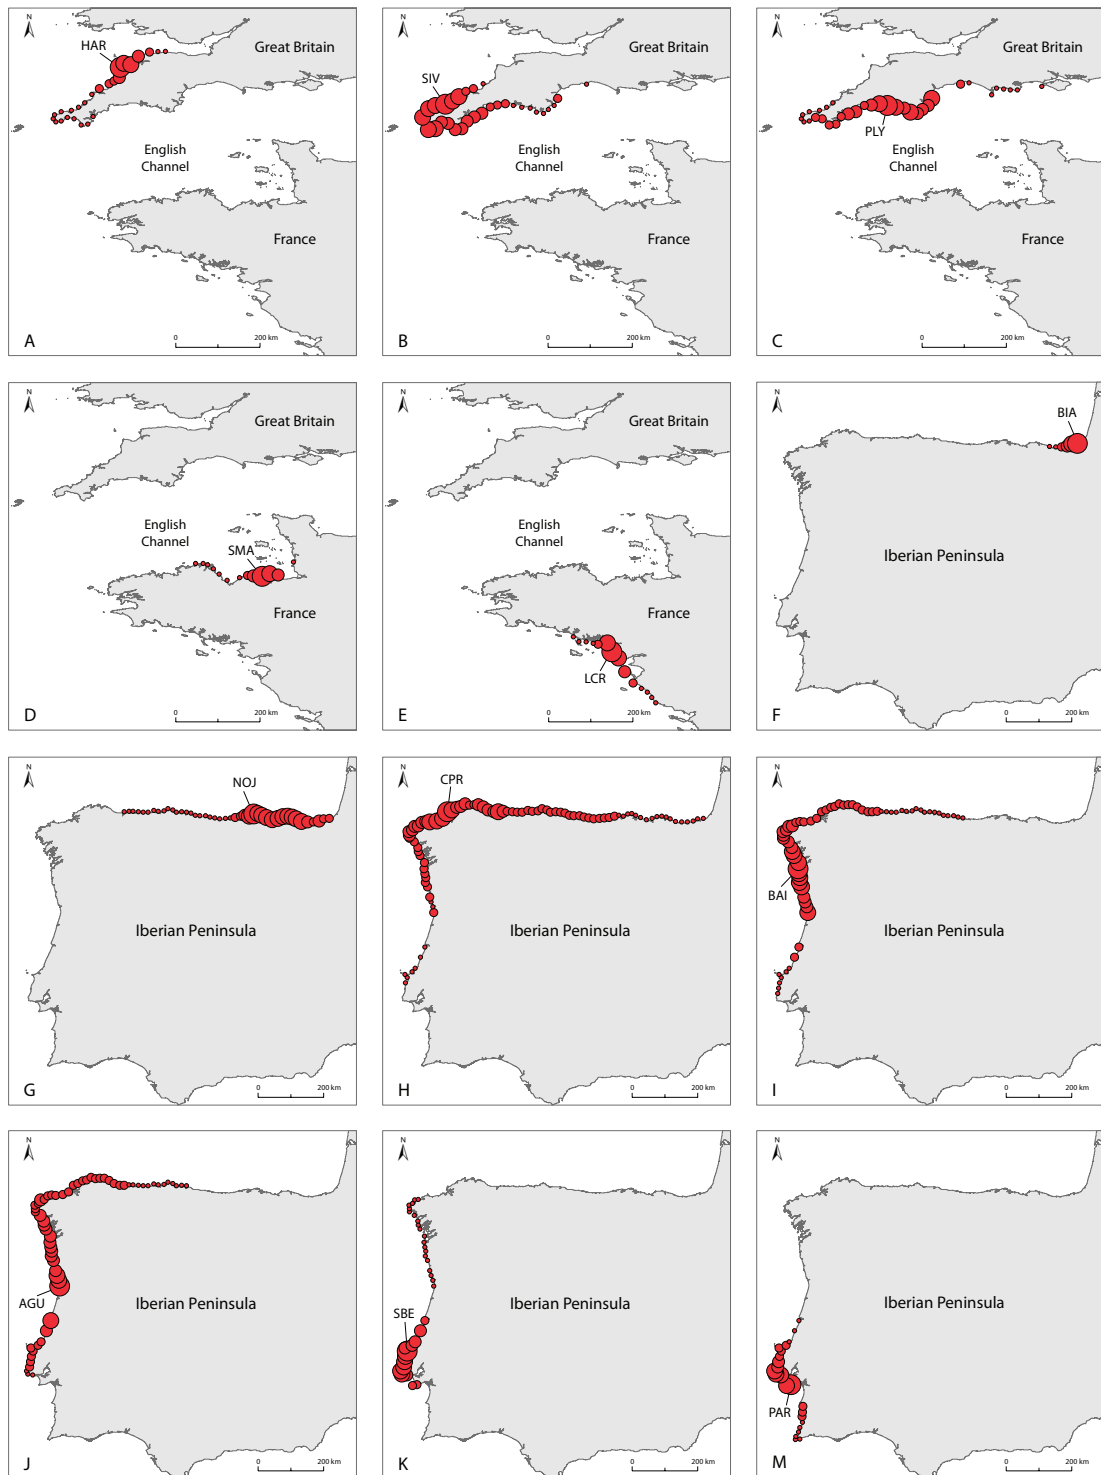 N
HAR
Great Britain
English
Channel
France
A
0
200 km
N
SIV
Great Britain
English
Channel
France
B
0
200 km
N
Great Britain
PLY
English
Channel
France
C
0
200 km
N
Great Britain
English
Channel
SMA
France
D
0
200 km
N
Great Britain
English
Channel
France
LCR
E
0
200 km
N
BIA
Iberian Peninsula
F
0
200 km
N
NOJ
Iberian Peninsula
G
0
200 km
N
CPR
Iberian Peninsula
H
0
200 km
N
BAI
Iberian Peninsula
I
0
200 km
N
AGU
Iberian Peninsula
J
0
200 km
N
Iberian Peninsula
SBE
K
0
200 km
N
Iberian Peninsula
PAR
M
0
200 km